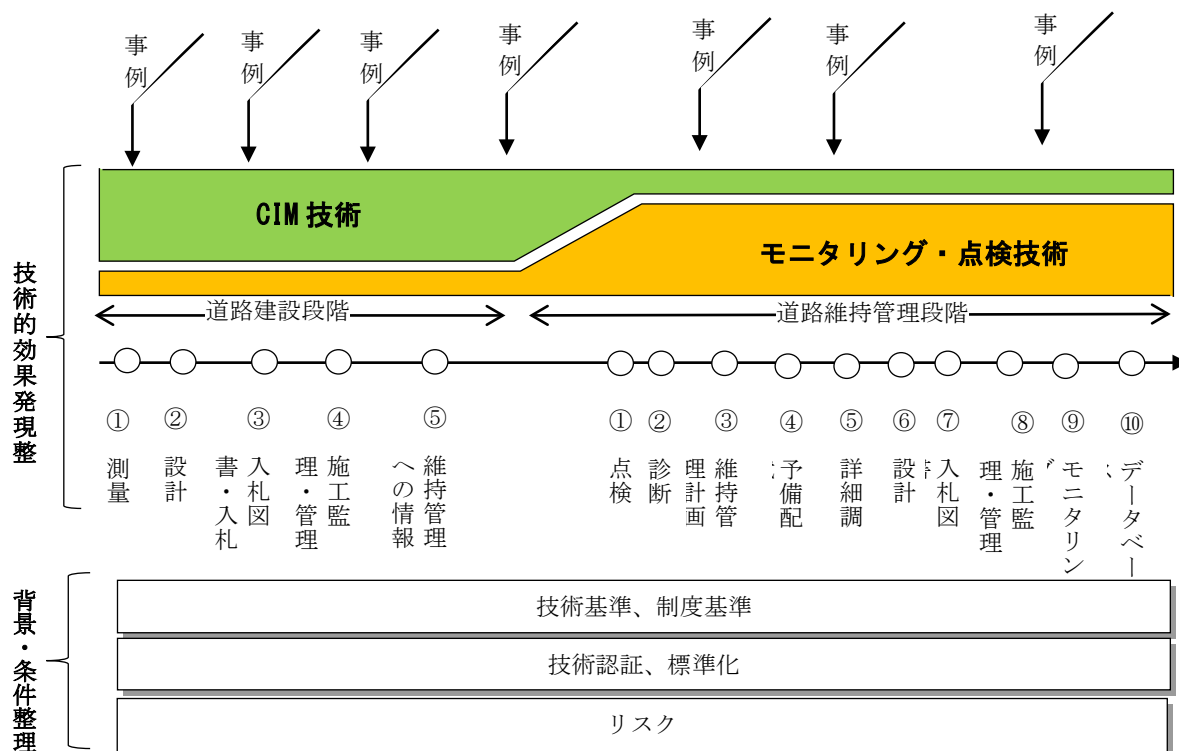 事例
事例
事例
事例
事例
事例
事例
CIM 技術
モニタリング・点検技術
道路建設段階
道路維持管理段階
技術的効果発現整
①
測量
②
設計
③
入札図
書・入札
④
施工監
理・管理
⑤
維持管理
への情報
①
点検
②
診断
③
維持管
理計画
④
予備配
⑤
詳細調
⑥
設計
⑦
入札図
⑧
施工監
理・管理
⑨
モニタリン
⑩
データベー
背景・条件整理
技術基準、制度基準
技術認証、標準化
リスク